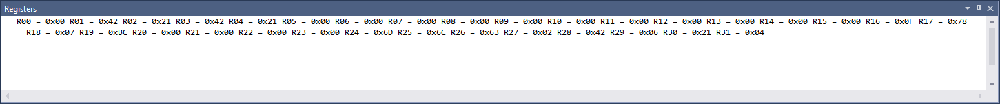 Registers
R00 = 0x00 R01 = 0x42 R02 = 0x21 R03 = 0x42 R04 = 0x21 R05 = 0x00 R06 = 0x00 R07 = 0x00 R08 = 0x00 R09 = 0x00 R10 = 0x00 R11 = 0x00 R12 = 0x00 R13 = 0x00 R14 = 0x00 R15 = 0x00 R16 = 0x0F R17 = 0x78
R18 = 0x07 R19 = 0xBC R20 = 0x00 R21 = 0x00 R22 = 0x00 R23 = 0x00 R24 = 0x6D R25 = 0x6C R26 = 0x63 R27 = 0x02 R28 = 0x42 R29 = 0x06 R30 = 0x21 R31 = 0x04